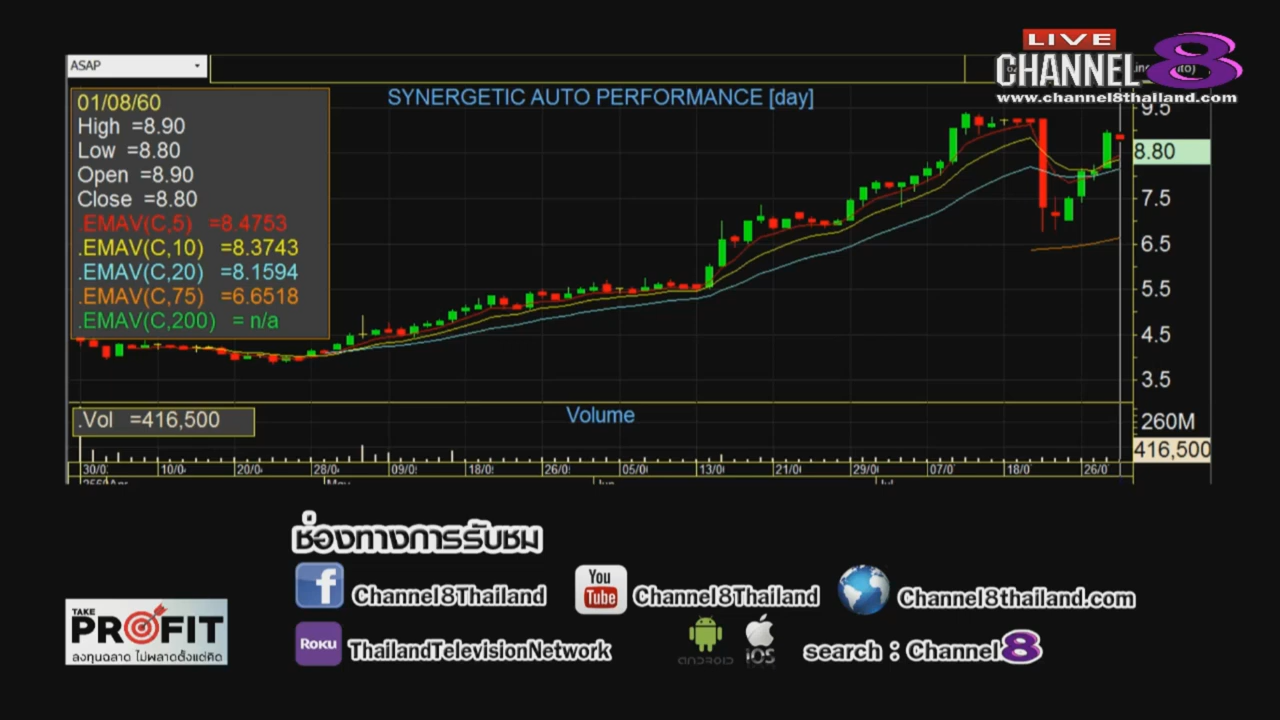 LIVE
CHANNEL 8
www.channel8thailand.com
ASAP
SYNERGETIC AUTO PERFORMANCE [day]
01/08/60
High =8.90
Low =8.80
Open =8.90
Close =8.80
.EMAV(C,5) =8.4753
.EMAV(C,10) =8.3743
.EMAV(C,20) =8.1594
.EMAV(C,75) =6.6518
.EMAV(C,200) = n/a
9.5
8.80
7.5
6.5
5.5
4.5
3.5
Volume
.Vol =416,500
260M
416,500
30/0 10/0 20/0 28/0 09/0 18/0 26/0 05/0 13/0 21/0 29/0 07/0 18/0 26/0
ช่องทางการรับชม
f Channel8Thailand You Tube Channel8Thailand Channel8thailand.com
TAKE
PROFIT
ลงทุนฉลาด ไม่พลาดตั้งแต่คิด
Roku ThailandTelevisionNetwork ANDROID iOS search : Channel 8